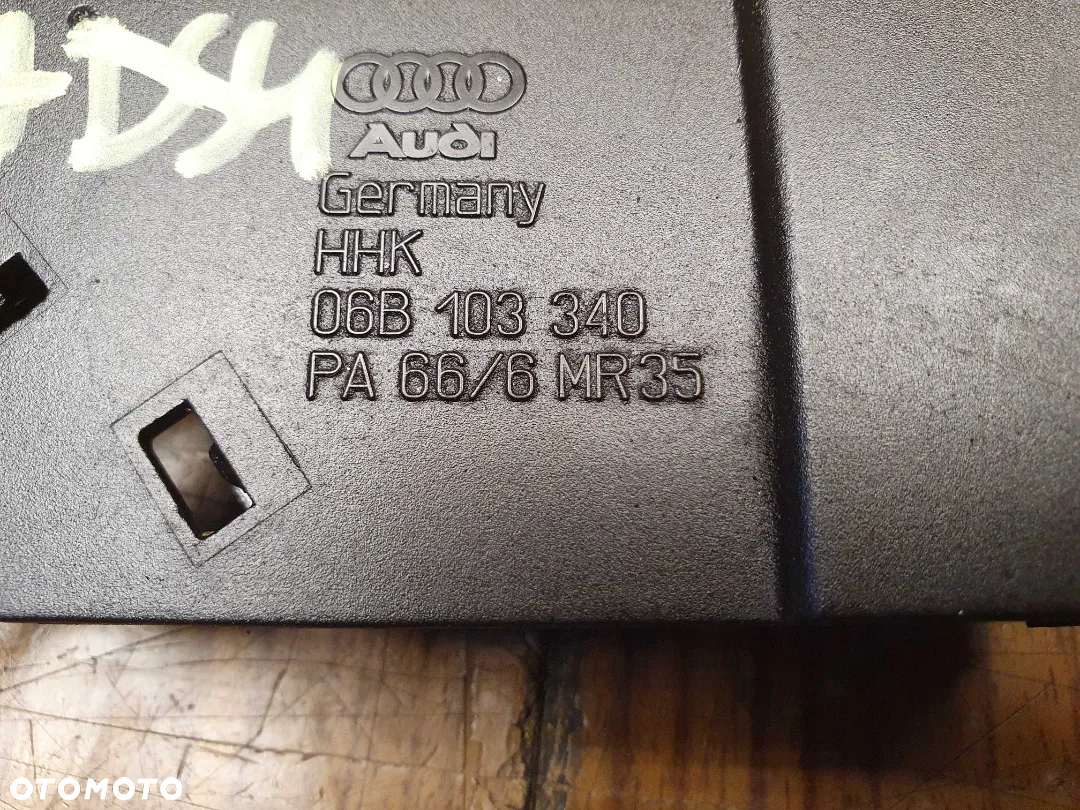 Audi
Germany
HHK
06B 103 340
PA 66/6 MR35
OTOMOTO